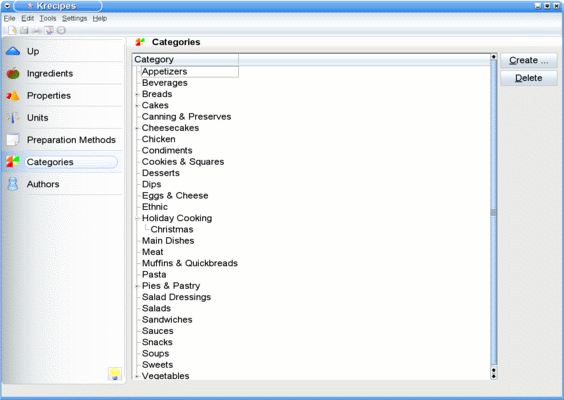 Krecipes
File Edit Tools Settings Help
Up
Ingredients
Properties
Units
Preparation Methods
Categories
Authors
Categories
Category
Appetizers
Beverages
Breads
Cakes
Canning & Preserves
Cheesecakes
Chicken
Condiments
Cookies & Squares
Desserts
Dips
Eggs & Cheese
Ethnic
Holiday Cooking
Christmas
Main Dishes
Meat
Muffins & Quickbreads
Pasta
Pies & Pastry
Salad Dressings
Salads
Sandwiches
Sauces
Snacks
Soups
Sweets
Vegetables
Create ...
Delete